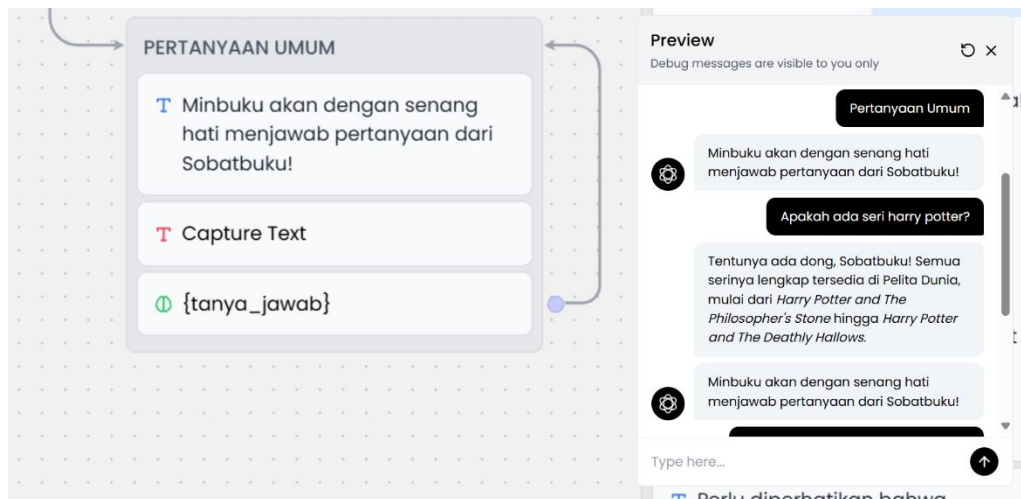 PERTANYAAN UMUM
Minbuku akan dengan senang
hati menjawab pertanyaan dari
Sobatbuku!
Capture Text
{tanya_jawab}
Preview
Debug messages are visible to you only
Pertanyaan Umum
Minbuku akan dengan senang hati
menjawab pertanyaan dari Sobatbuku!
Apakah ada seri harry potter?
Tentunya ada dong, Sobatbuku! Semua
serinya lengkap tersedia di Pelita Dunia,
mulai dari Harry Potter and The
Philosopher's Stone hingga Harry Potter
and The Deathly Hallows.
Minbuku akan dengan senang hati
menjawab pertanyaan dari Sobatbuku!
Type here...
Perlu diperhatikan bahwa